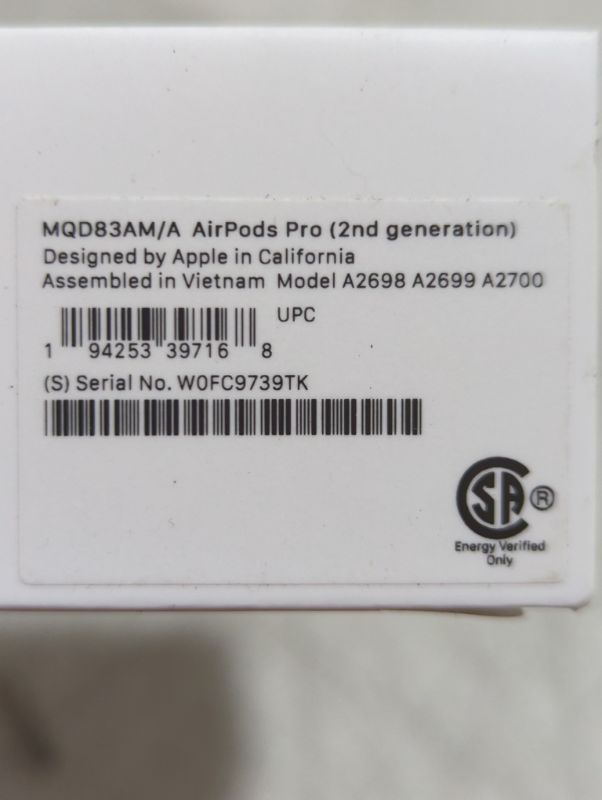 MQD83AM/A AirPods Pro (2nd generation)
Designed by Apple in California
Assembled in Vietnam Model A2698 A2699 A2700
UPC
1 94253 39716 8
(S) Serial No. W0FC9739TK
SA ®
Energy Verified
Only